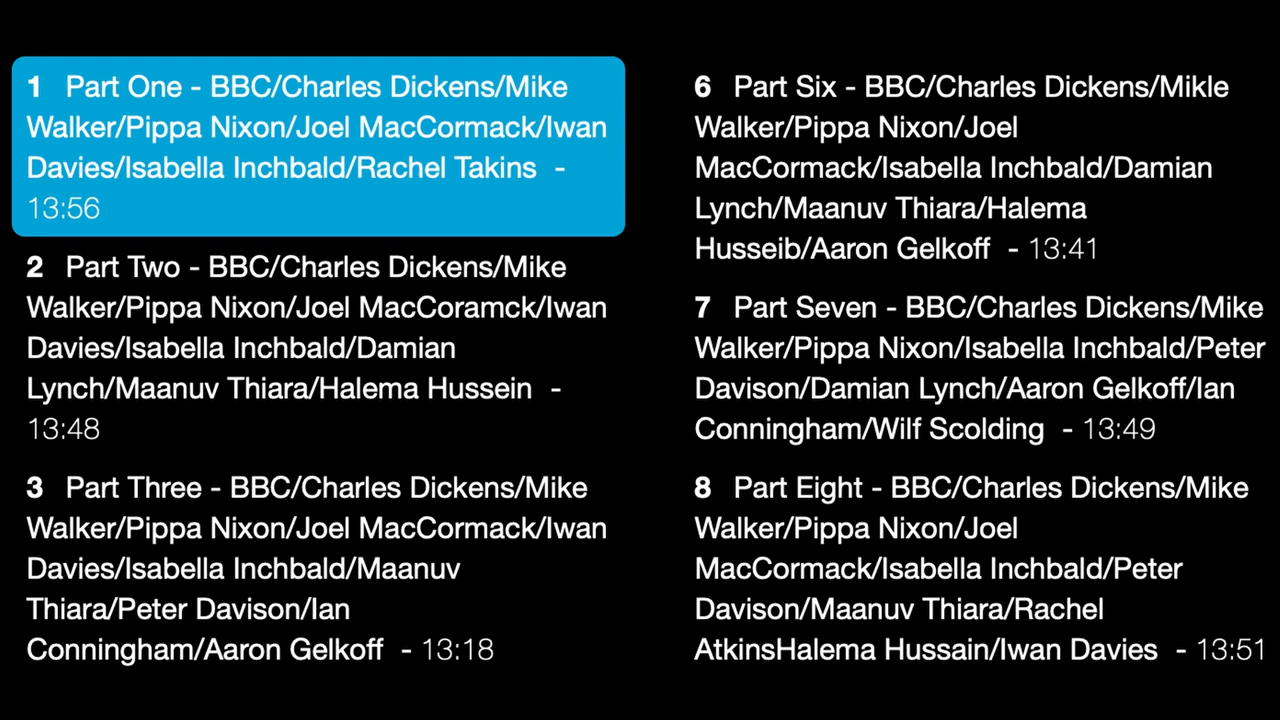 1 Part One - BBC/Charles Dickens/Mike
Walker/Pippa Nixon/Joel MacCormack/Iwan
Davies/Isabella Inchbald/Rachel Takins -
13:56
2 Part Two - BBC/Charles Dickens/Mike
Walker/Pippa Nixon/Joel MacCoramck/Iwan
Davies/Isabella Inchbald/Damian
Lynch/Maanuv Thiara/Halema Hussein -
13:48
3 Part Three - BBC/Charles Dickens/Mike
Walker/Pippa Nixon/Joel MacCormack/Iwan
Davies/Isabella Inchbald/Maanuv
Thiara/Peter Davison/Ian
Conningham/Aaron Gelkoff - 13:18
6 Part Six - BBC/Charles Dickens/Mikle
Walker/Pippa Nixon/Joel
MacCormack/Isabella Inchbald/Damian
Lynch/Maanuv Thiara/Halema
Husseib/Aaron Gelkoff - 13:41
7 Part Seven - BBC/Charles Dickens/Mike
Walker/Pippa Nixon/Isabella Inchbald/Peter
Davison/Damian Lynch/Aaron Gelkoff/Ian
Conningham/Wilf Scolding - 13:49
8 Part Eight - BBC/Charles Dickens/Mike
Walker/Pippa Nixon/Joel
MacCormack/Isabella Inchbald/Peter
Davison/Maanuv Thiara/Rachel
AtkinsHalema Hussain/Iwan Davies - 13:51